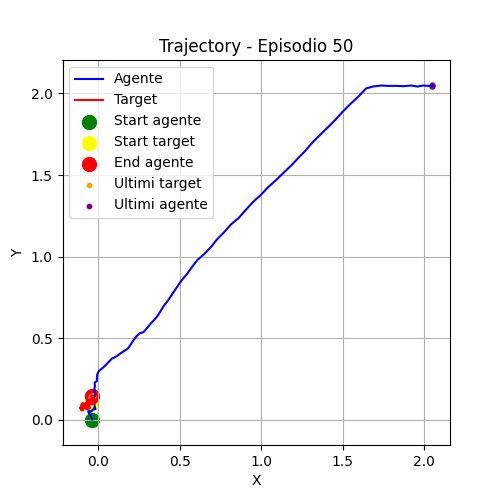 Trajectory - Episodio 50
Agente
Target
Start agente
Start target
End agente
Ultimi target
Ultimi agente
Y
2.0
1.5
1.0
0.5
0.0
0.0 0.5 1.0 1.5 2.0
X